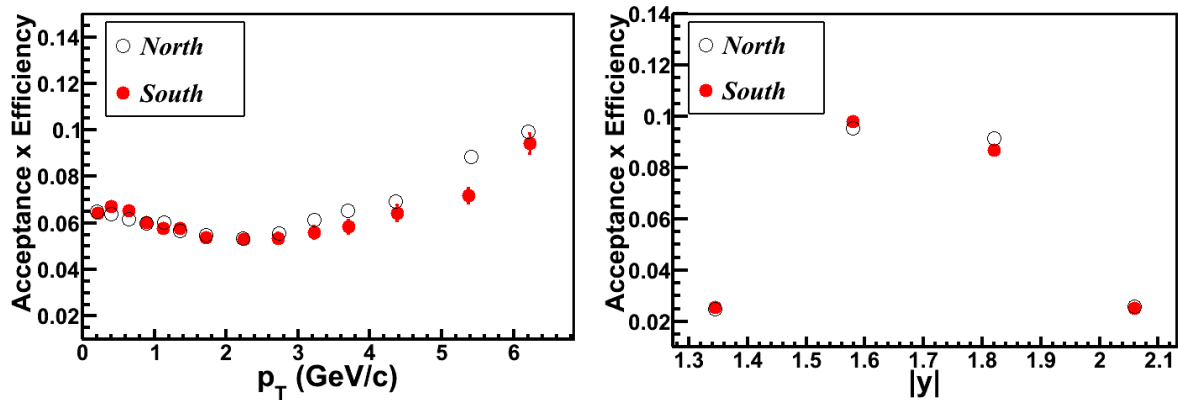 Acceptance x Efficiency
0.14
0.12
0.1
0.08
0.06
0.04
0.02
North
South
0 1 2 3 4 5 6
p_T (GeV/c)
Acceptance x Efficiency
0.14
0.12
0.1
0.08
0.06
0.04
0.02
North
South
1.3 1.4 1.5 1.6 1.7 1.8 1.9 2 2.1
|y|